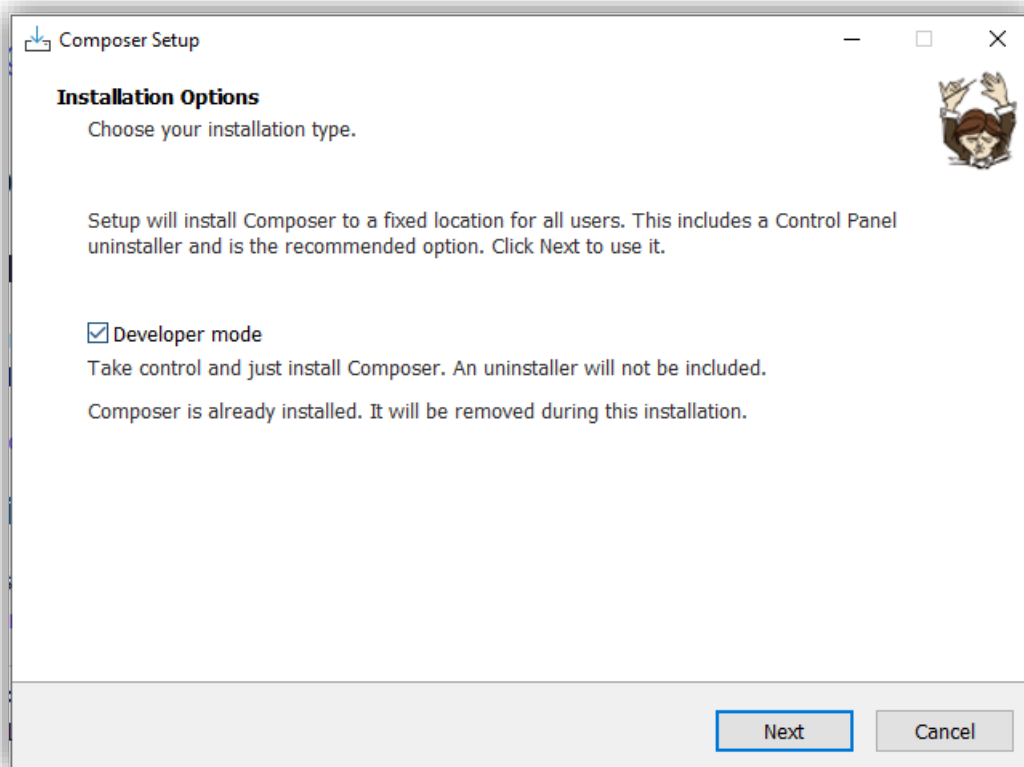 Composer Setup
Installation Options
Choose your installation type.
Setup will install Composer to a fixed location for all users. This includes a Control Panel
uninstaller and is the recommended option. Click Next to use it.
Developer mode
Take control and just install Composer. An uninstaller will not be included.
Composer is already installed. It will be removed during this installation.
Next
Cancel